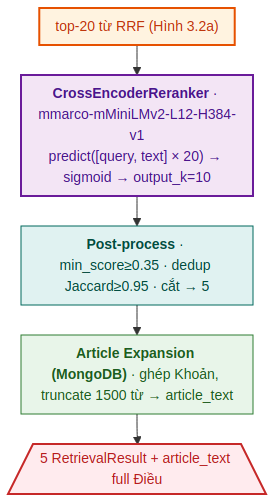 top-20 từ RRF (Hình 3.2a)
CrossEncoderReranker ·
mmarco-mMiniLMv2-L12-H384-
v1
predict([query, text] × 20) →
sigmoid → output_k=10
Post-process ·
min_score≥0.35 · dedup
Jaccard≥0.95 · cắt → 5
Article Expansion
(MongoDB) · ghép Khoản,
truncate 1500 từ → article_text
5 RetrievalResult + article_text
full Điều